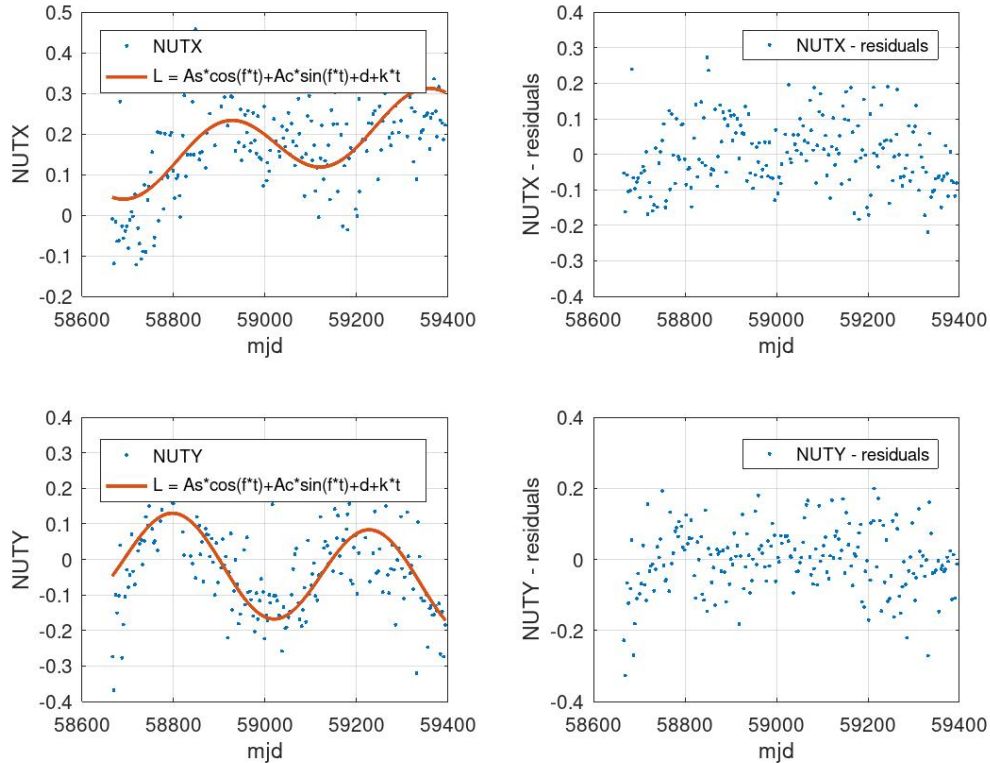 0.5
0.4
0.3
0.2
0.1
0
-0.1
-0.2
58600 58800 59000 59200 59400
mjd
NUTX
NUTX
L = As*cos(f*t)+Ac*sin(f*t)+d+k*t
0.4
0.3
0.2
0.1
0
-0.1
-0.2
-0.3
-0.4
58600 58800 59000 59200 59400
mjd
NUTX - residuals
NUTX - residuals
0.4
0.3
0.2
0.1
0
-0.1
-0.2
-0.3
-0.4
58600 58800 59000 59200 59400
mjd
NUTY
NUTY
L = As*cos(f*t)+Ac*sin(f*t)+d+k*t
0.4
0.2
0
-0.2
-0.4
58600 58800 59000 59200 59400
mjd
NUTY - residuals
NUTY - residuals